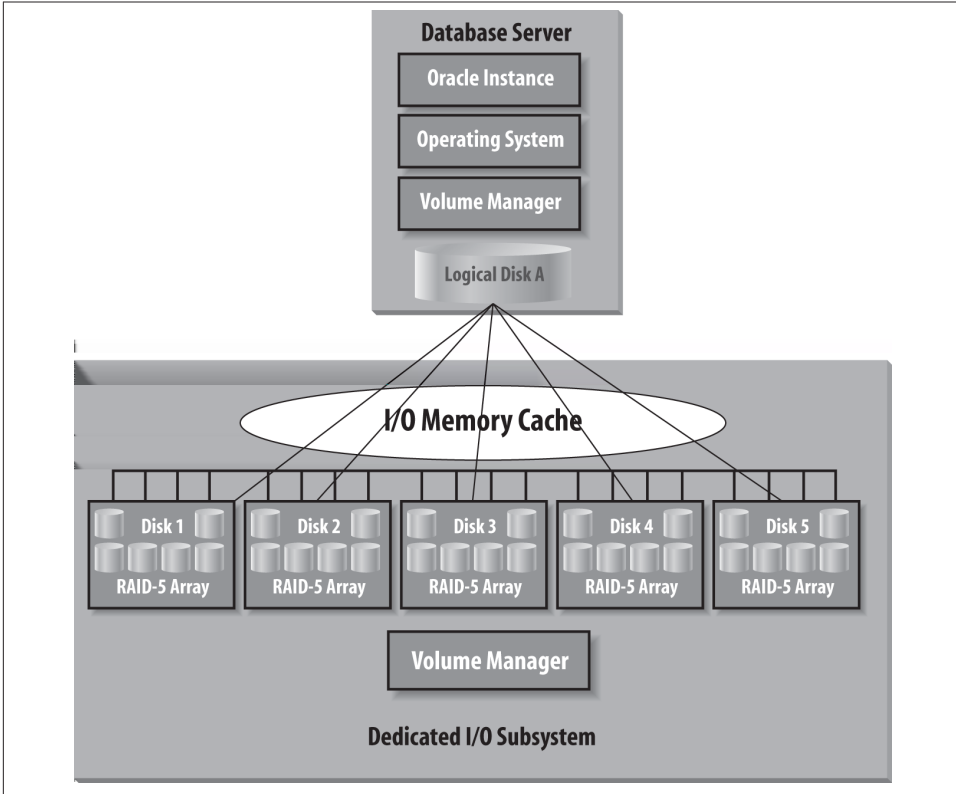 Database Server
Oracle Instance
Operating System
Volume Manager
Logical Disk A
I/O Memory Cache
Disk 1
RAID-5 Array
Disk 2
RAID-5 Array
Disk 3
RAID-5 Array
Disk 4
RAID-5 Array
Disk 5
RAID-5 Array
Volume Manager
Dedicated I/O Subsystem